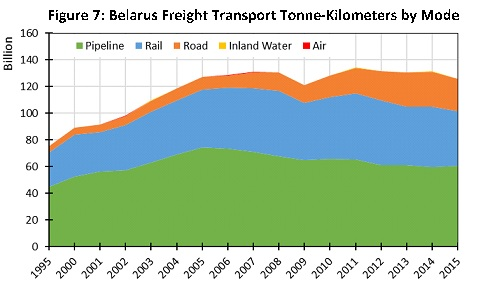 Figure 7: Belarus Freight Transport Tonne-Kilometers by Mode
Billion
Pipeline Rail Road Inland Water Air
160
140
120
100
80
60
40
20
0
1995 2000 2001 2002 2003 2004 2005 2006 2007 2008 2009 2010 2011 2012 2013 2014 2015